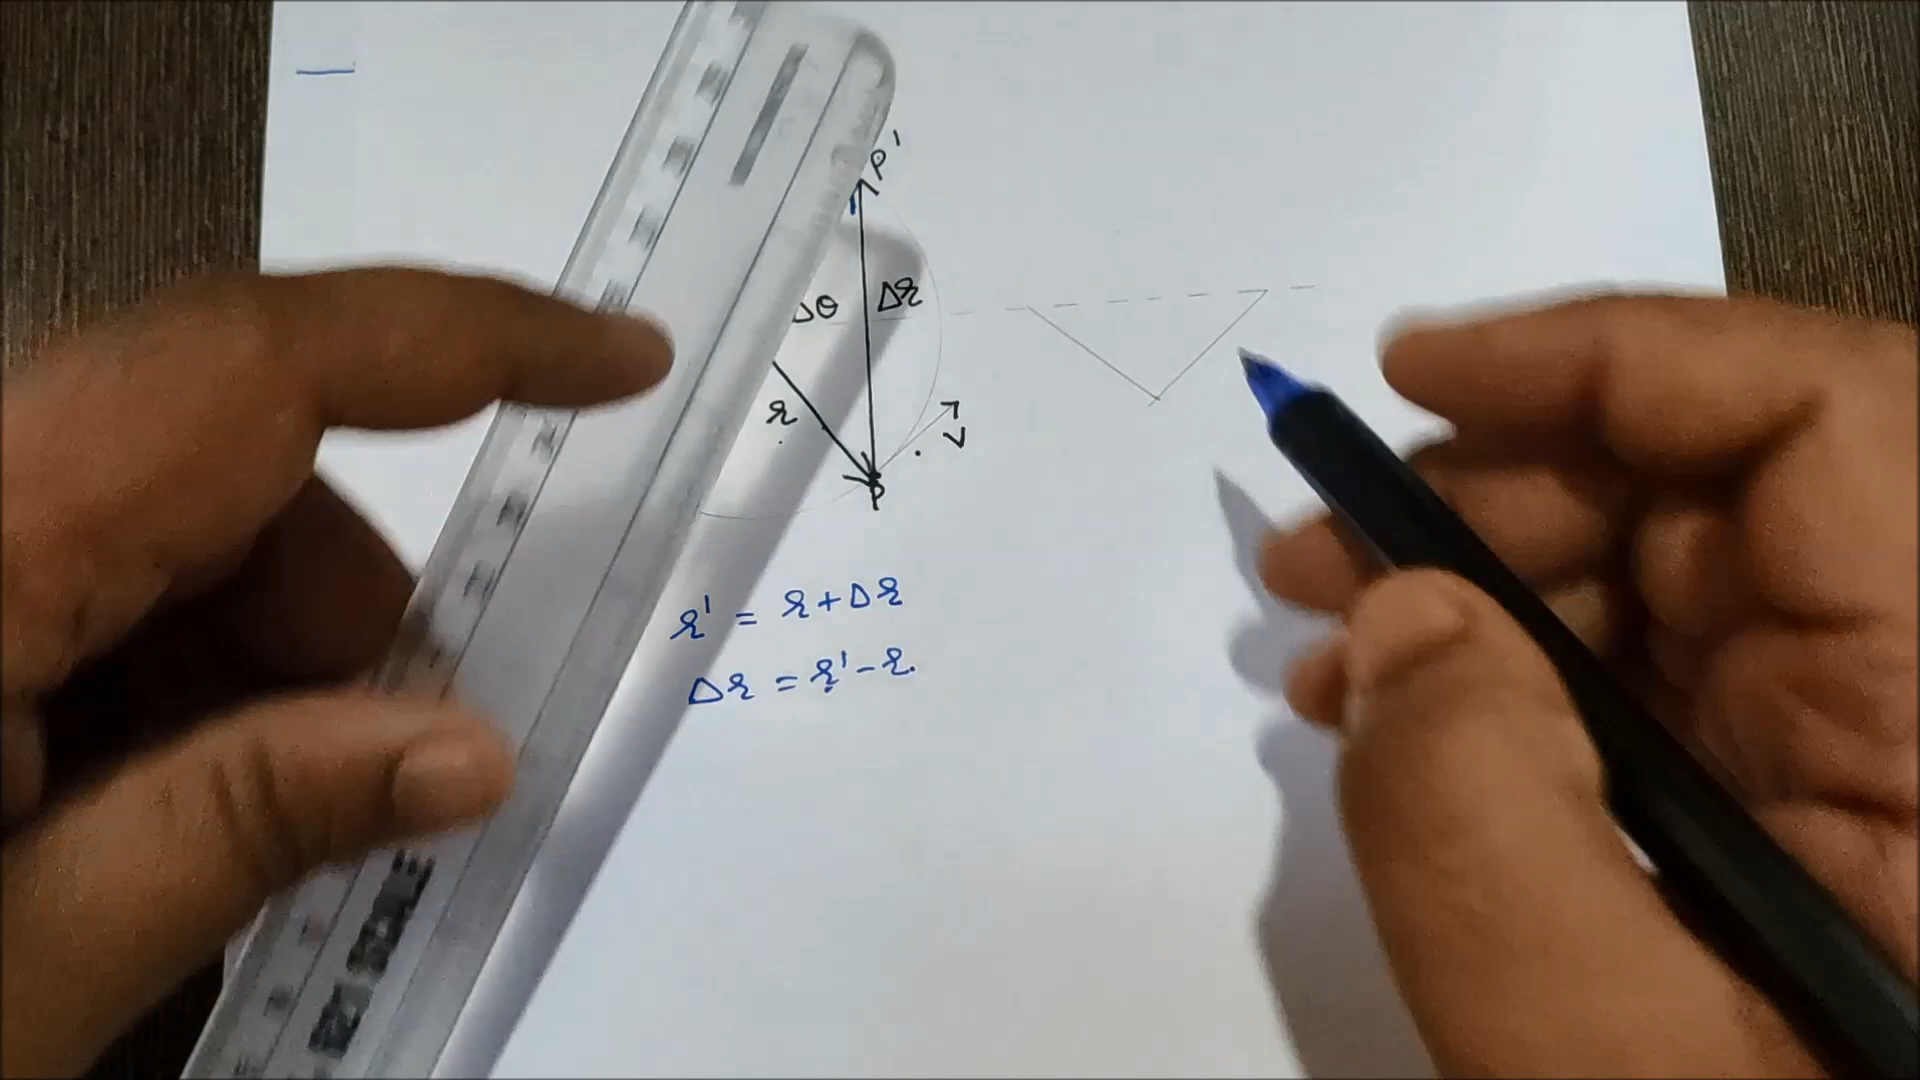 P'
Δθ Δr
r
v
P
r' = r + Δr
Δr = r' - r.